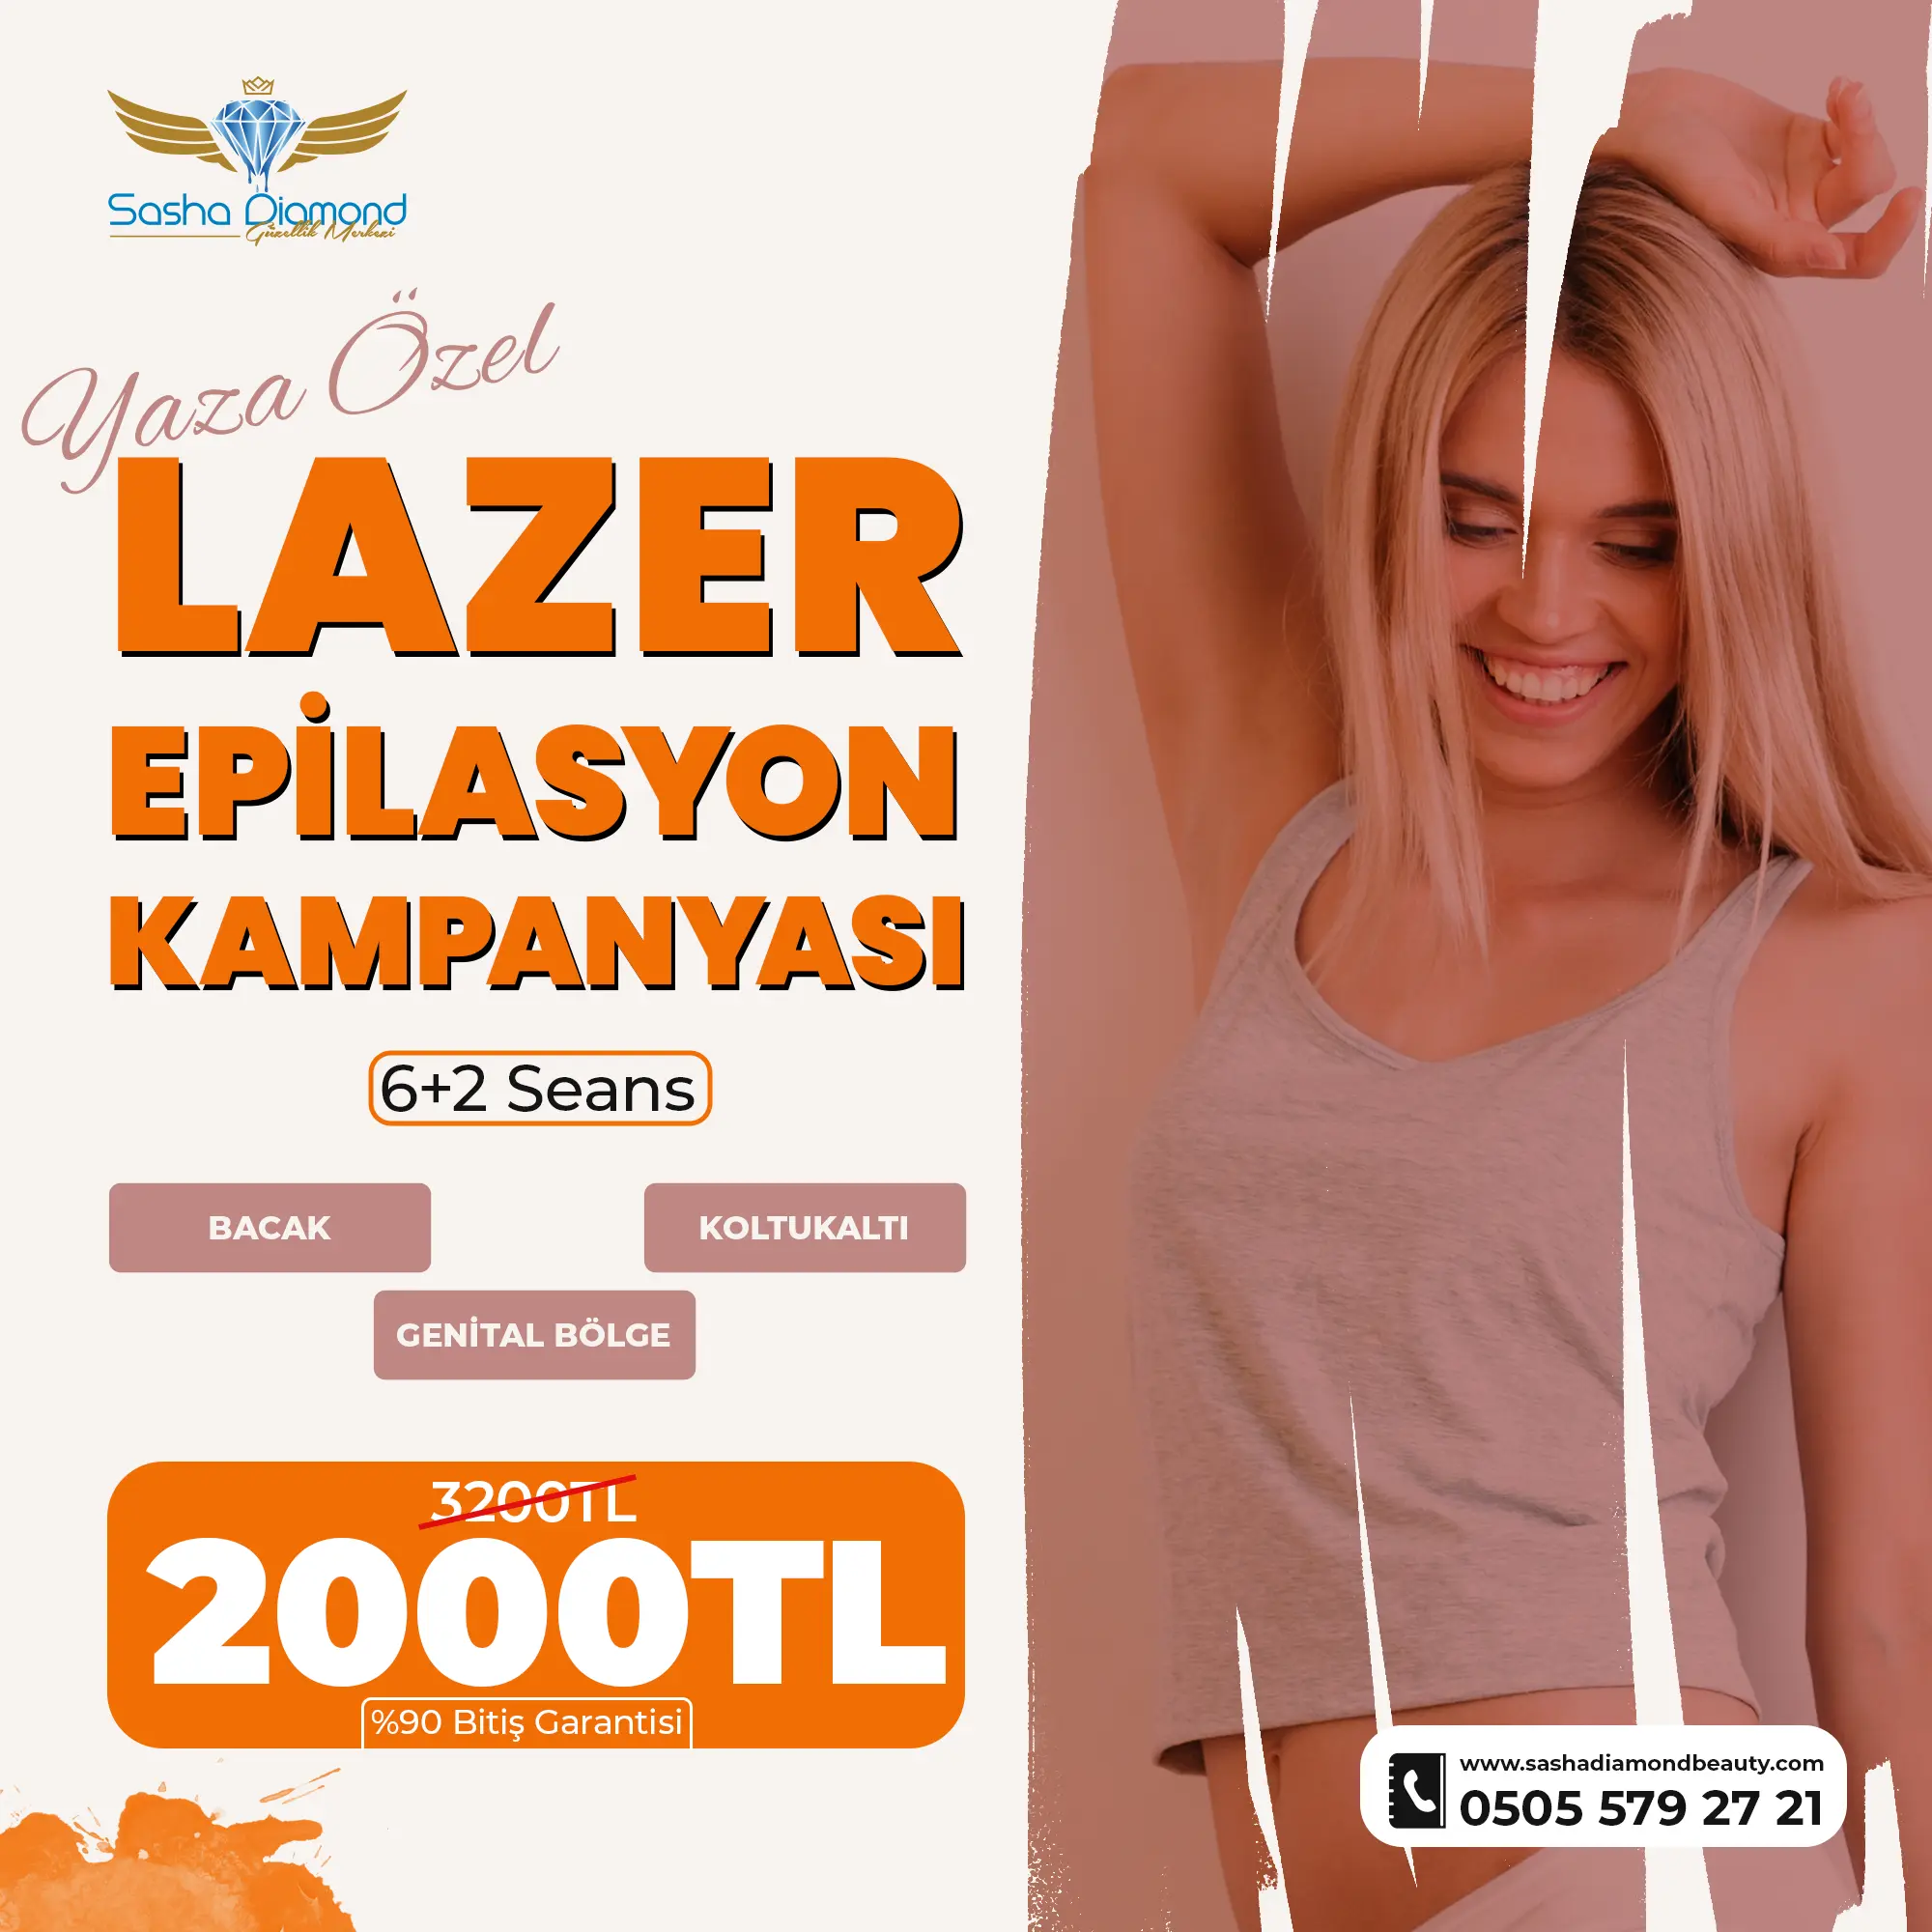 Sasha Diamond
Güzellik Merkezi
Yaza Özel
LAZER
EPİLASYON
KAMPANYASI
6+2 Seans
BACAK
KOLTUKALTI
GENİTAL BÖLGE
3200TL
2000TL
%90 Bitiş Garantisi
www.sashadiamondbeauty.com
0505 579 27 21